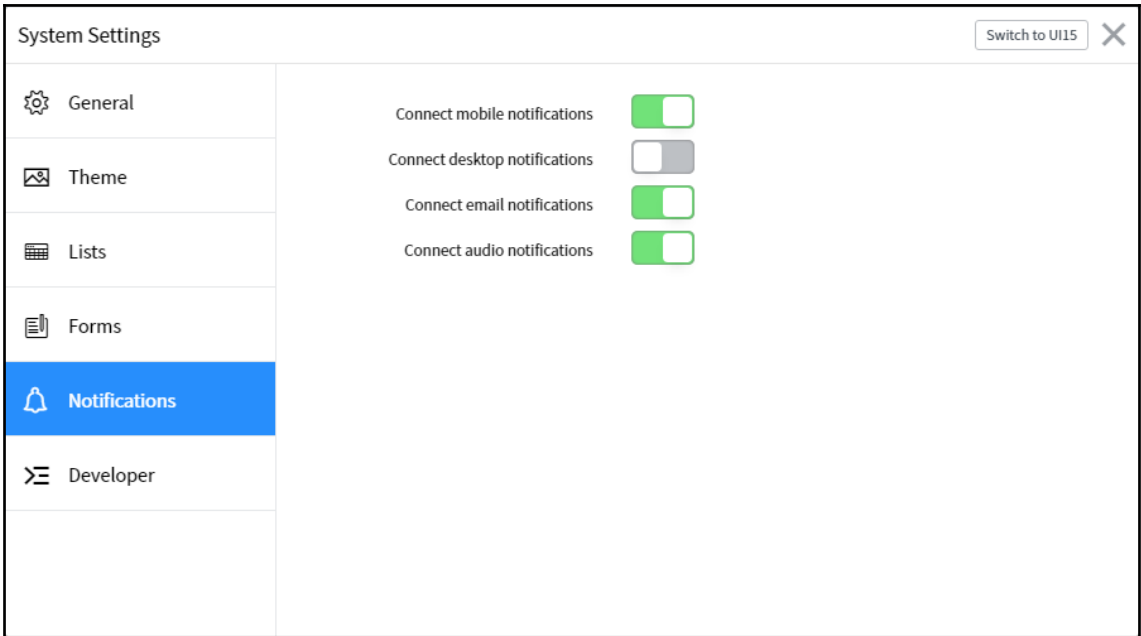 System Settings
Switch to UI15
General
Theme
Lists
Forms
Notifications
Developer
Connect mobile notifications
Connect desktop notifications
Connect email notifications
Connect audio notifications